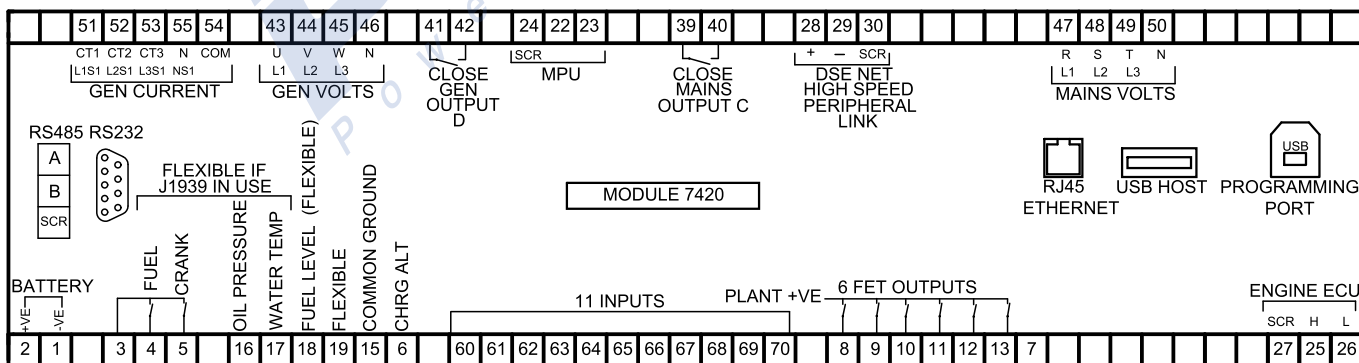 51 52 53 55 54 43 44 45 46 41 42 24 22 23 39 40 28 29 30 47 48 49 50
CT1 CT2 CT3 N COM U V W N + — SCR R S T N
L1S1 L2S1 L3S1 NS1 L1 L2 L3 SCR L1 L2 L3
GEN CURRENT
GEN VOLTS
CLOSE
GEN
OUTPUT
D
MPU
CLOSE
MAINS
OUTPUT C
DSE NET
HIGH SPEED
PERIPHERAL
LINK
MAINS VOLTS
Powe
RS485 RS232
A
B
SCR
FLEXIBLE IF
J1939 IN USE
MODULE 7420
RJ45
ETHERNET
USB HOST
USB
PROGRAMMING
PORT
BATTERY
+VE
-VE
FUEL
CRANK
OIL PRESSURE
WATER TEMP
FUEL LEVEL (FLEXIBLE)
FLEXIBLE
COMMON GROUND
CHRG ALT
11 INPUTS
PLANT +VE
6 FET OUTPUTS
ENGINE ECU
SCR H L
2 1 3 4 5 16 17 18 19 15 6 60 61 62 63 64 65 66 67 68 69 70 8 9 10 11 12 13 7 27 25 26